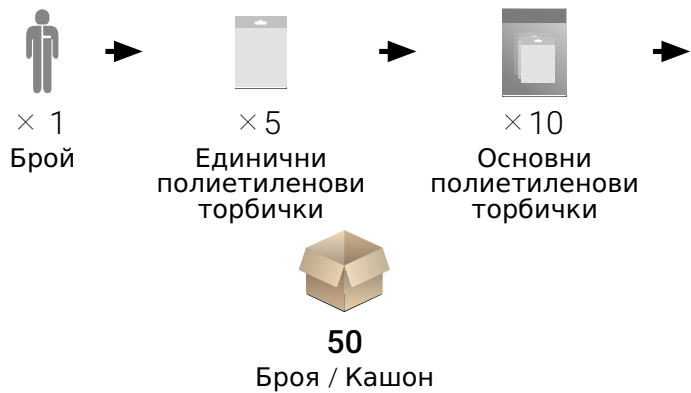 × 1
Брой
× 5
Единични
полиетиленови
торбички
× 10
Основни
полиетиленови
торбички
50
Броя / Кашон